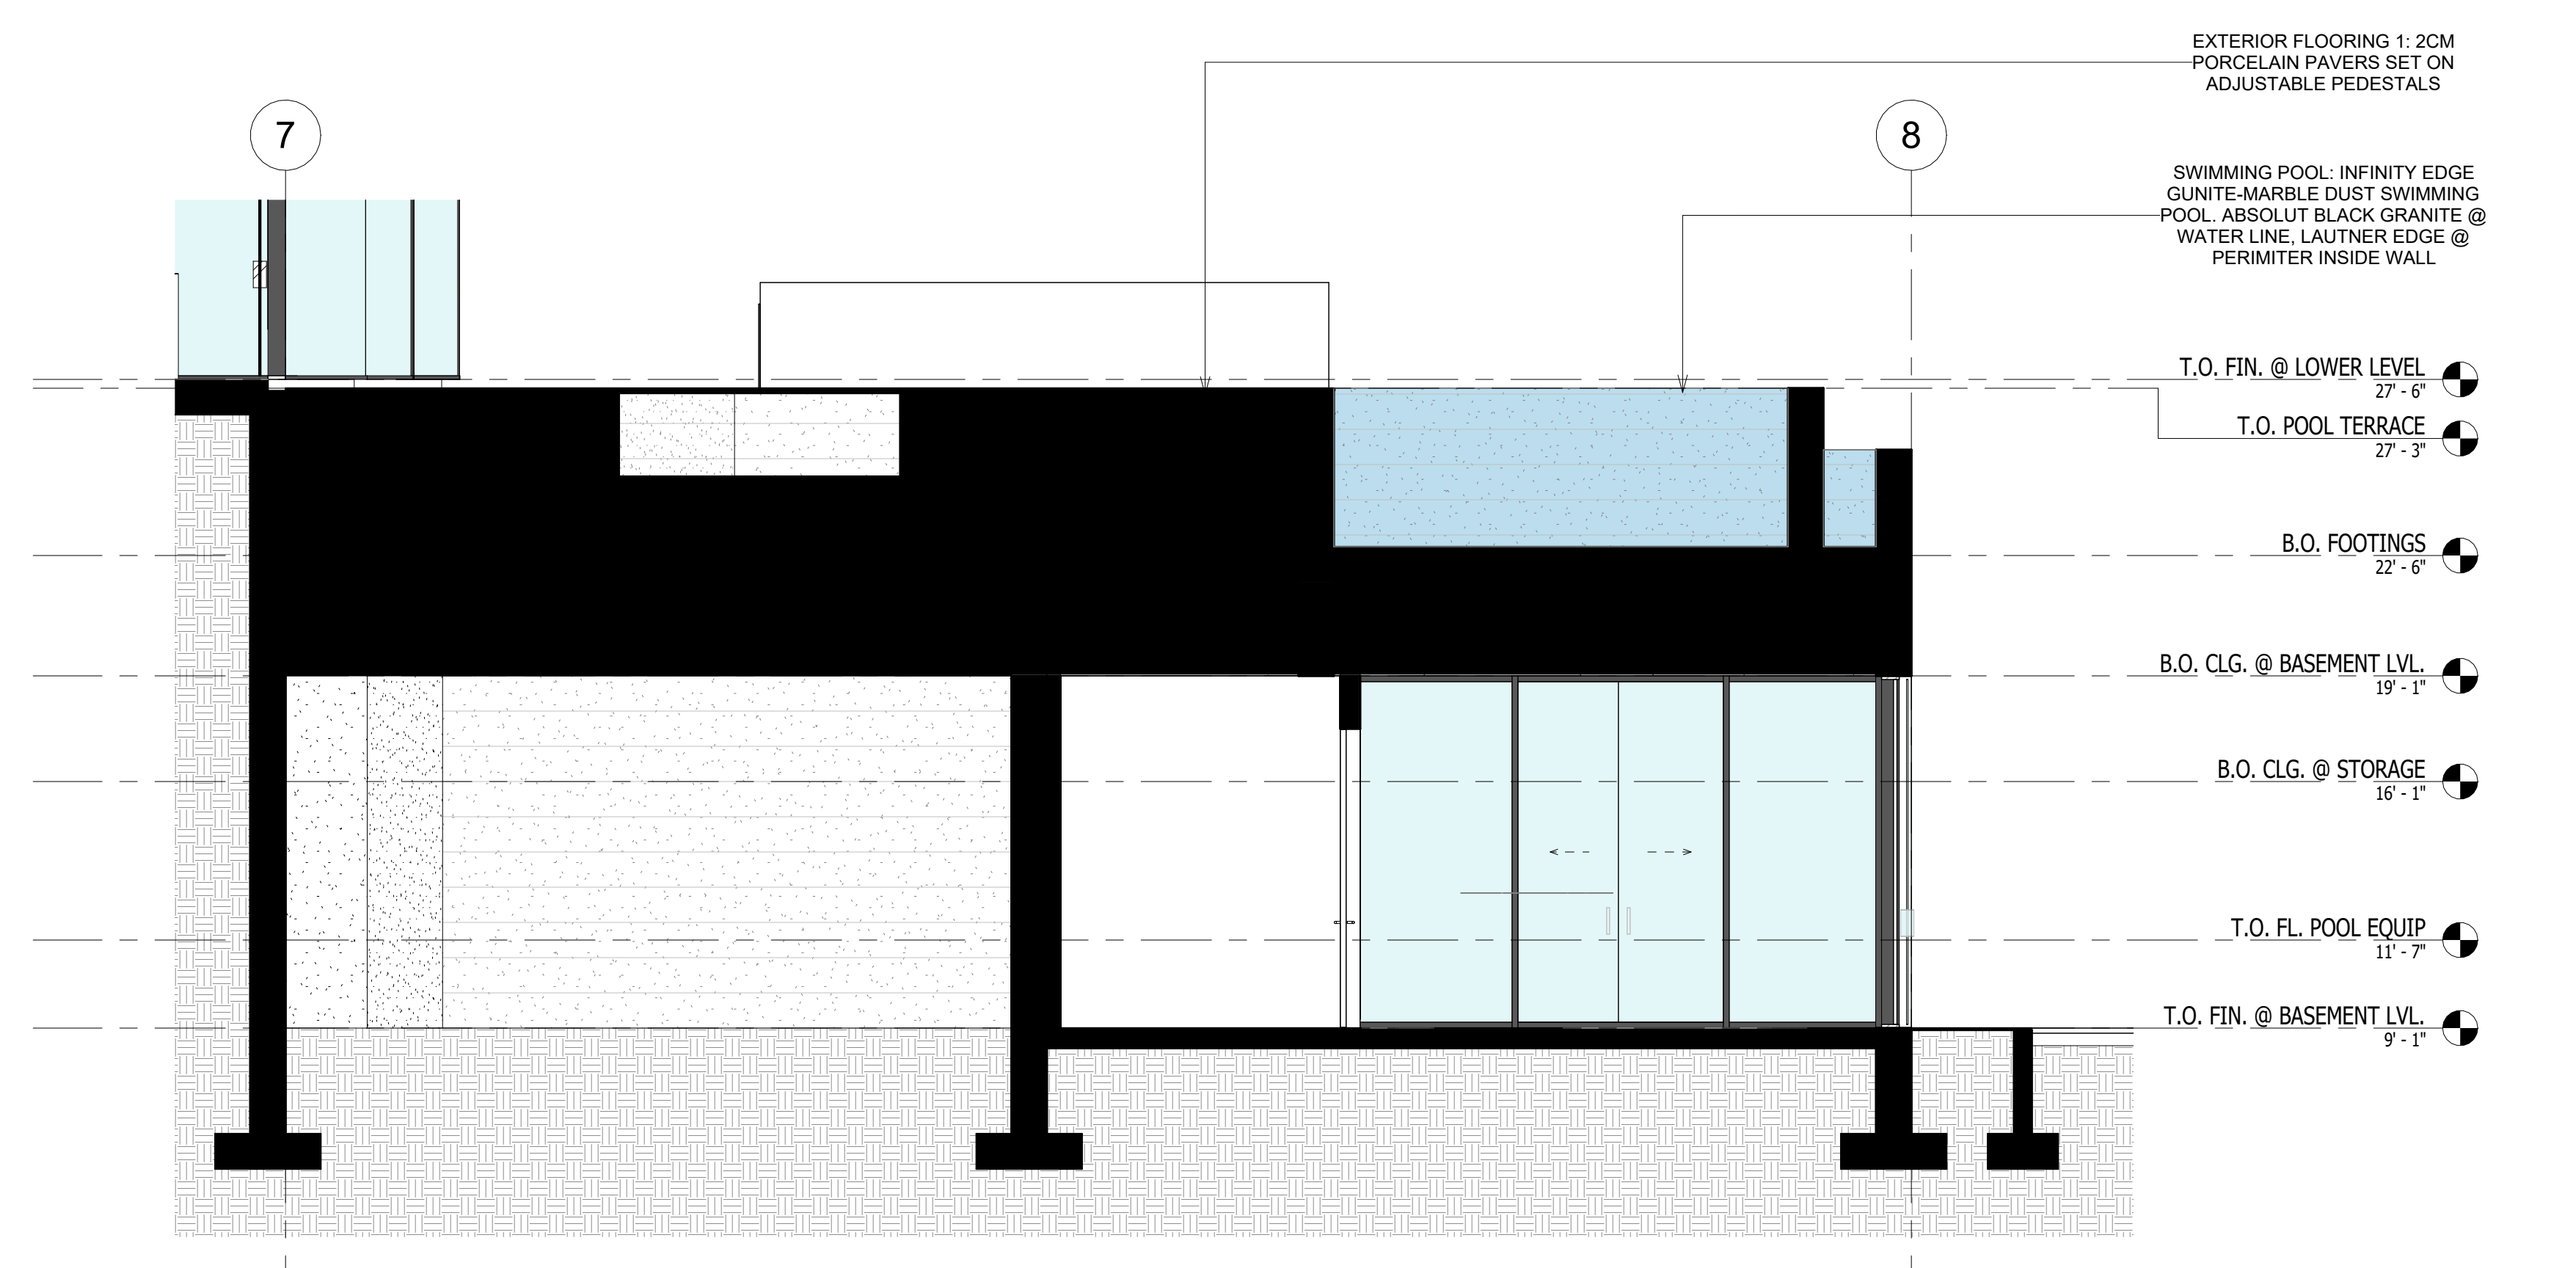 EXTERIOR FLOORING 1: 2CM
PORCELAIN PAVERS SET ON
ADJUSTABLE PEDESTALS
7
8
SWIMMING POOL: INFINITY EDGE
GUNITE-MARBLE DUST SWIMMING
POOL. ABSOLUT BLACK GRANITE @
WATER LINE, LAUTNER EDGE @
PERIMITER INSIDE WALL
T.O. FIN. @ LOWER LEVEL
27' - 6"
T.O. POOL TERRACE
27' - 3"
B.O. FOOTINGS
22' - 6"
B.O. CLG. @ BASEMENT LVL.
19' - 1"
B.O. CLG. @ STORAGE
16' - 1"
T.O. FL. POOL EQUIP
11' - 7"
T.O. FIN. @ BASEMENT LVL.
9' - 1"